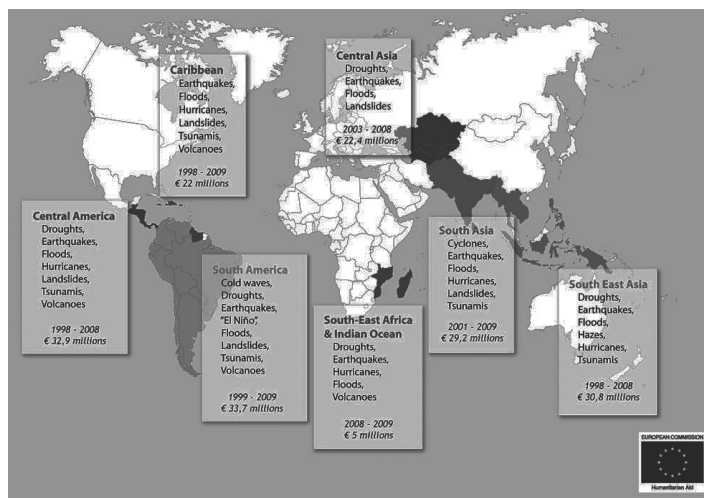 Caribbean
Earthquakes,
Floods,
Hurricanes,
Landslides,
Tsunamis,
Volcanoes
1998 - 2009
€ 22 millions
Central Asia
Droughts,
Earthquakes,
Floods,
Landslides
2003 - 2008
€ 22,4 millions
Central America
Droughts,
Earthquakes,
Floods,
Hurricanes,
Landslides,
Tsunamis,
Volcanoes
1998 - 2008
€ 32,9 millions
South America
Cold waves,
Droughts,
Earthquakes,
"El Niño",
Floods,
Landslides,
Tsunamis,
Volcanoes
1999 - 2009
€ 33,7 millions
South-East Africa
& Indian Ocean
Droughts,
Earthquakes,
Hurricanes,
Floods,
Volcanoes
2008 - 2009
€ 5 millions
South Asia
Cyclones,
Earthquakes,
Floods,
Hurricanes,
Landslides,
Tsunamis
2001 - 2009
€ 29,2 millions
South East Asia
Droughts,
Earthquakes,
Floods,
Hazes,
Hurricanes,
Tsunamis
1998 - 2008
€ 30,8 millions
EUROPEAN COMMISSION
Humanitarian Aid